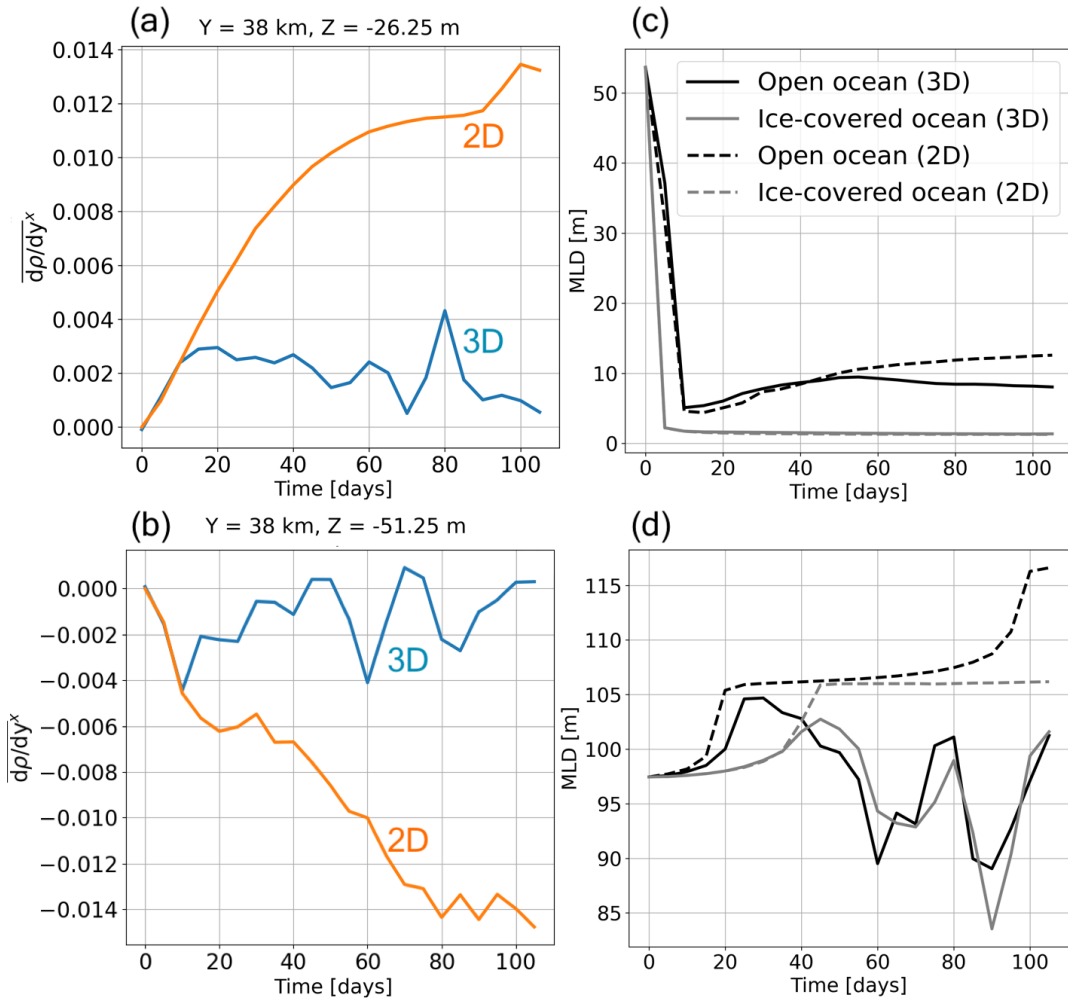 (a)
Y = 38 km, Z = -26.25 m
0.014
0.012
0.010
0.008
0.006
0.004
0.002
0.000
dρ/dyˣ
2D
3D
0 20 40 60 80 100
Time [days]
(c)
50
40
30
20
10
0
MLD [m]
Open ocean (3D)
Ice-covered ocean (3D)
Open ocean (2D)
Ice-covered ocean (2D)
0 20 40 60 80 100
Time [days]
(b)
Y = 38 km, Z = -51.25 m
0.000
−0.002
−0.004
−0.006
−0.008
−0.010
−0.012
−0.014
dρ/dyˣ
3D
2D
0 20 40 60 80 100
Time [days]
(d)
115
110
105
100
95
90
85
MLD [m]
0 20 40 60 80 100
Time [days]